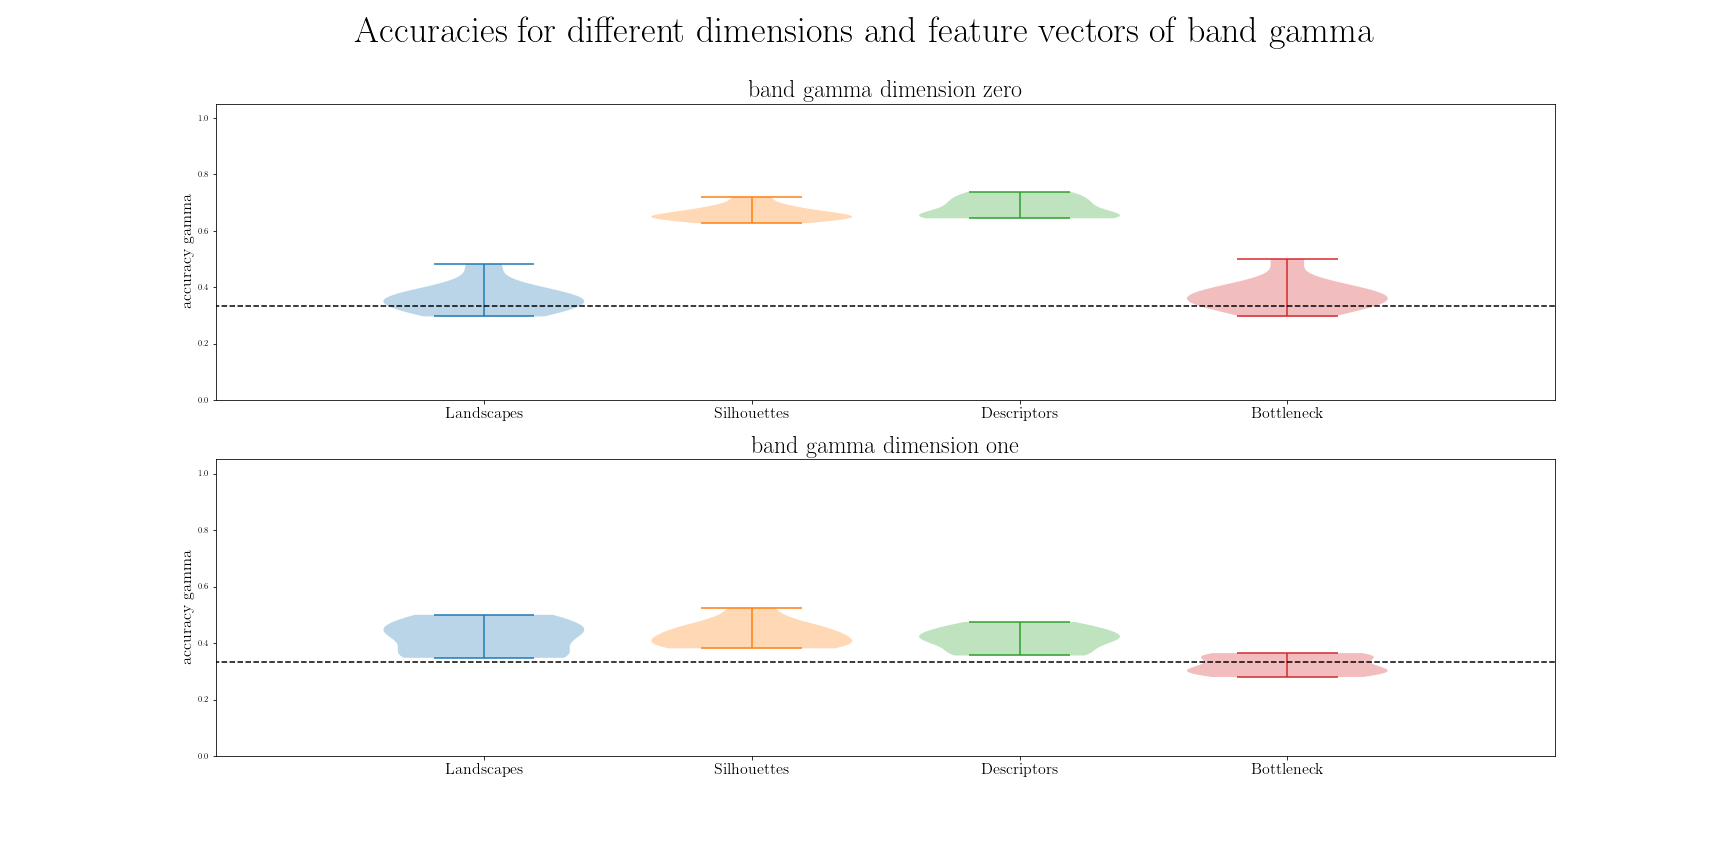 Accuracies for different dimensions and feature vectors of band gamma
band gamma dimension zero
accuracy gamma
1.0
0.8
0.6
0.4
0.2
0.0
Landscapes Silhouettes Descriptors Bottleneck
band gamma dimension one
accuracy gamma
1.0
0.8
0.6
0.4
0.2
0.0
Landscapes Silhouettes Descriptors Bottleneck